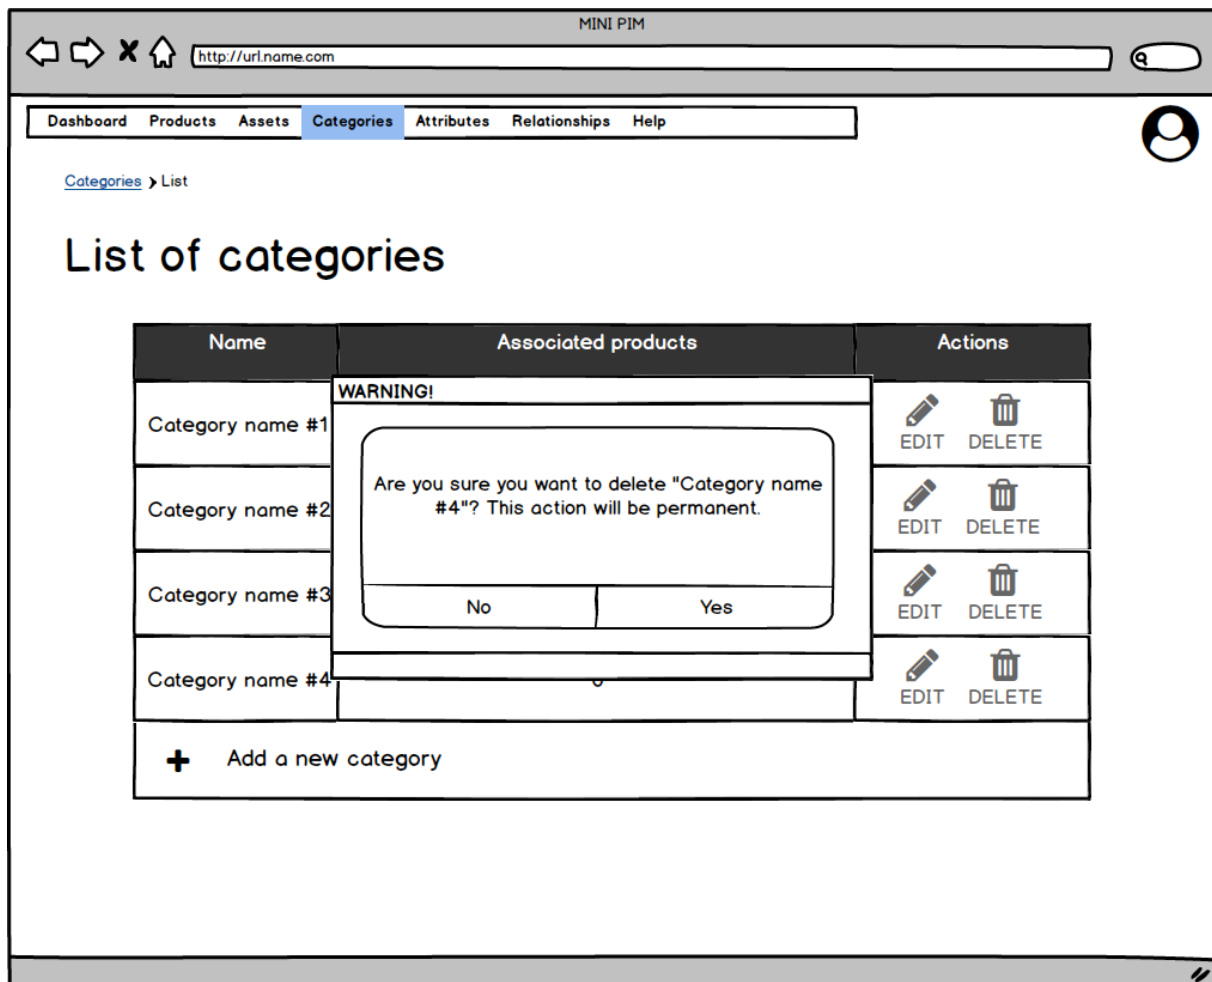 MINI PIM
http://url.name.com
Dashboard Products Assets Categories Attributes Relationships Help
Categories ❯ List
List of categories
Name Associated products Actions
WARNING!
Category name #1
EDIT DELETE
Are you sure you want to delete "Category name
#4"? This action will be permanent.
Category name #2
EDIT DELETE
Category name #3
EDIT DELETE
No Yes
Category name #4
EDIT DELETE
+ Add a new category